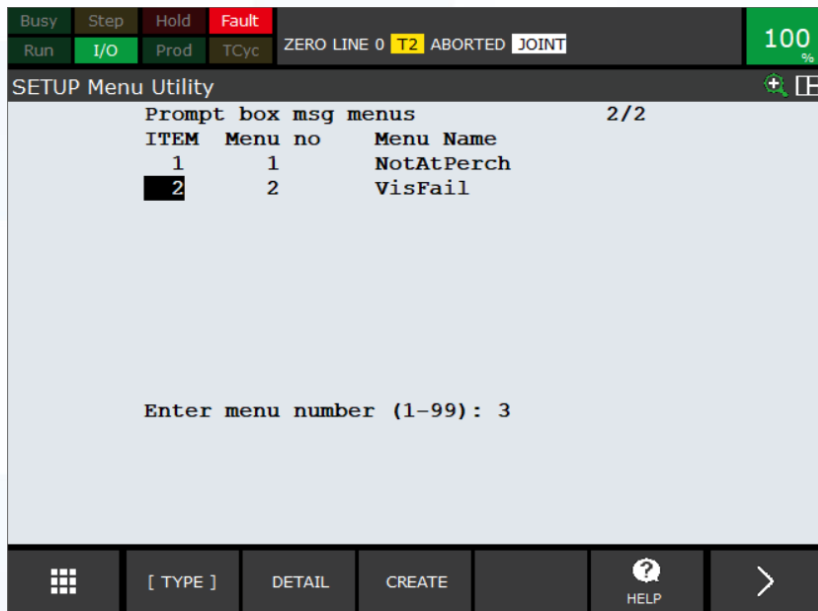 Busy Step Hold Fault
Run I/O Prod TCyc
ZERO LINE 0 T2 ABORTED JOINT
100
%
SETUP Menu Utility
Prompt box msg menus 2/2
ITEM Menu no Menu Name
1 1 NotAtPerch
2 2 VisFail
Enter menu number (1-99): 3
[ TYPE ] DETAIL CREATE ? HELP >